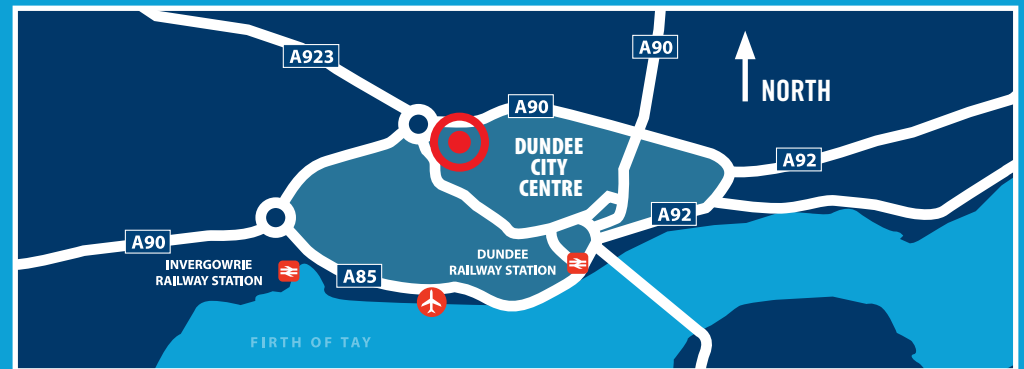 A923
A90
A90
NORTH
DUNDEE
CITY
CENTRE
A92
A92
A90
INVERGOWRIE
RAILWAY STATION
A85
DUNDEE
RAILWAY STATION
FIRTH OF TAY